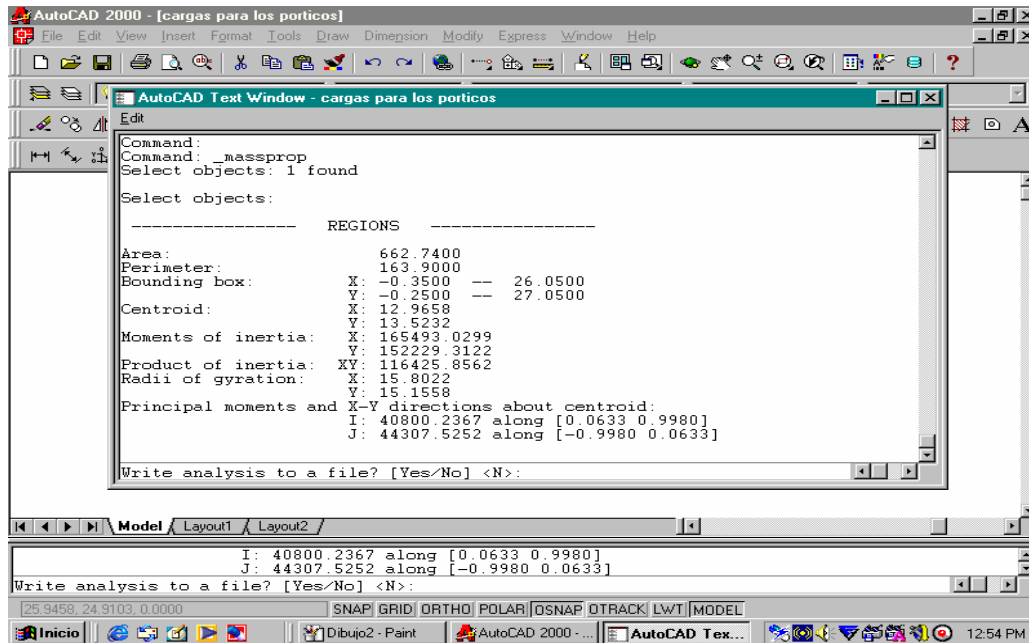 AutoCAD 2000 - [cargas para los porticos]
File Edit View Insert Format Tools Draw Dimension Modify Express Window Help
AutoCAD Text Window - cargas para los porticos
Edit
Command:
Command: _massprop
Select objects: 1 found
Select objects:
---------------- REGIONS ----------------
Area: 662.7400
Perimeter: 163.9000
Bounding box: X: -0.3500 -- 26.0500
Y: -0.2500 -- 27.0500
Centroid: X: 12.9658
Y: 13.5232
Moments of inertia: X: 165493.0299
Y: 152229.3122
Product of inertia: XY: 116425.8562
Radii of gyration: X: 15.8022
Y: 15.1558
Principal moments and X-Y directions about centroid:
I: 40800.2367 along [0.0633 0.9980]
J: 44307.5252 along [-0.9980 0.0633]
Write analysis to a file? [Yes/No] <N>:
Model Layout1 Layout2
I: 40800.2367 along [0.0633 0.9980]
J: 44307.5252 along [-0.9980 0.0633]
Write analysis to a file? [Yes/No] <N>:
25.9458, 24.9103, 0.0000 SNAP GRID ORTHO POLAR OSNAP OTRACK LWT MODEL
Inicio Dibujo2 - Paint AutoCAD 2000 - ... AutoCAD Tex... 12:54 PM